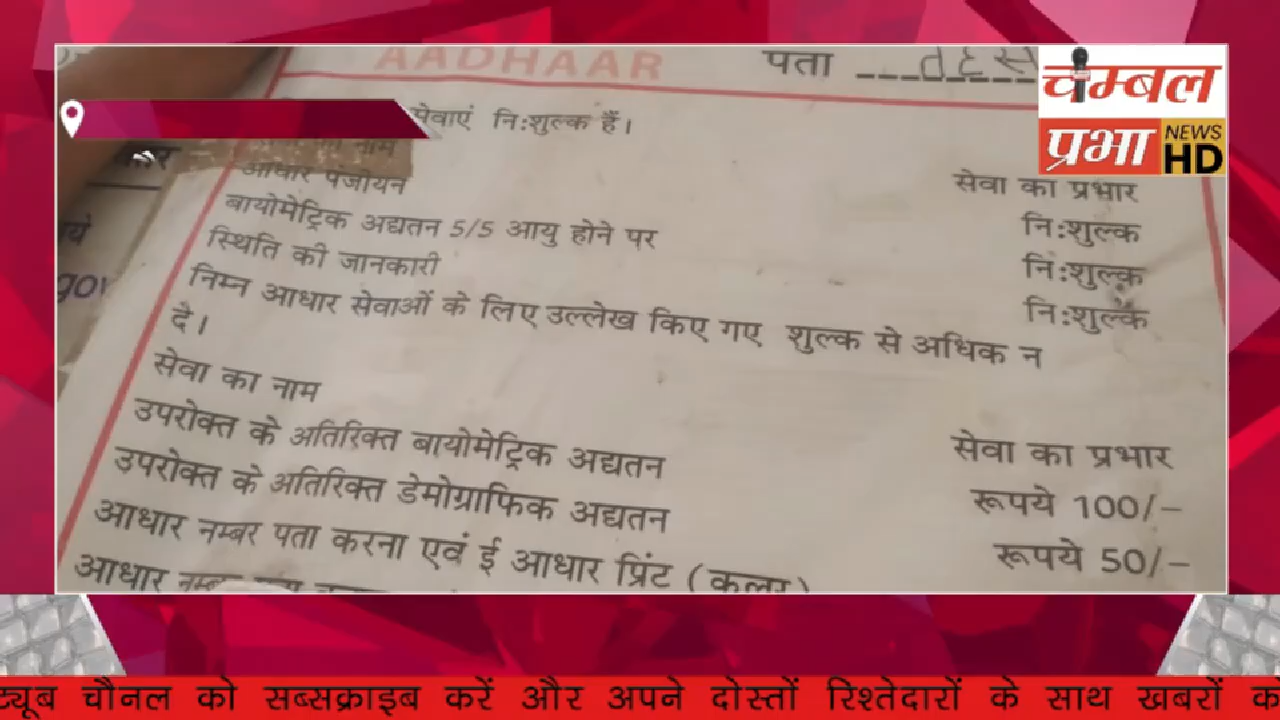 AADHAAR
पता
चम्बल
प्रभा NEWS HD
सेवाएं नि:शुल्क हैं।
का नाम
सेवा का प्रभार
आधार पंजीयन
नि:शुल्क
बायोमेट्रिक अद्यतन 5/5 आयु होने पर
नि:शुल्क
स्थिति की जानकारी
नि:शुल्क
निम्न आधार सेवाओं के लिए उल्लेख किए गए शुल्क से अधिक न
दे।
सेवा का नाम
सेवा का प्रभार
उपरोक्त के अतिरिक्त बायोमेट्रिक अद्यतन
रूपये 100/-
उपरोक्त के अतिरिक्त डेमोग्राफिक अद्यतन
रूपये 50/-
आधार नम्बर पता करना एवं ई आधार प्रिंट (कलर)
आधार
ट्यूब चौनल को सब्सक्राइब करें और अपने दोस्तों रिश्तेदारों के साथ खबरों को